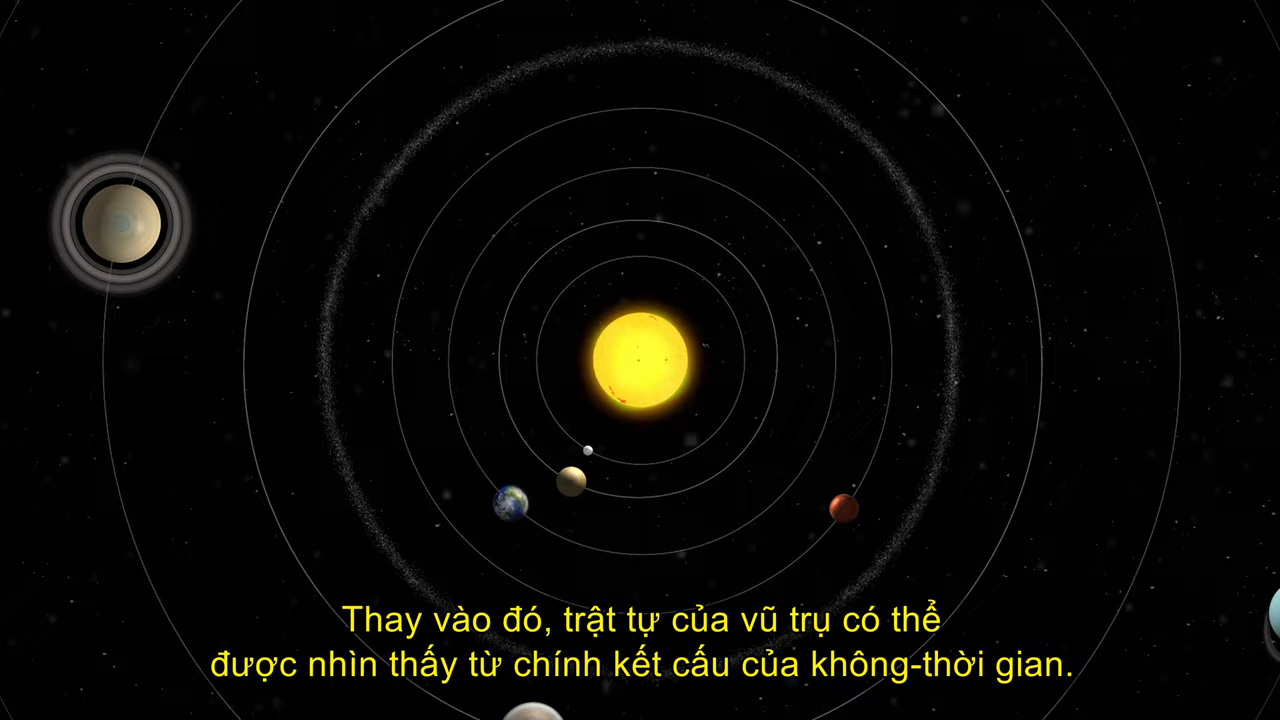 Thay vào đó, trật tự của vũ trụ có thể
được nhìn thấy từ chính kết cấu của không-thời gian.